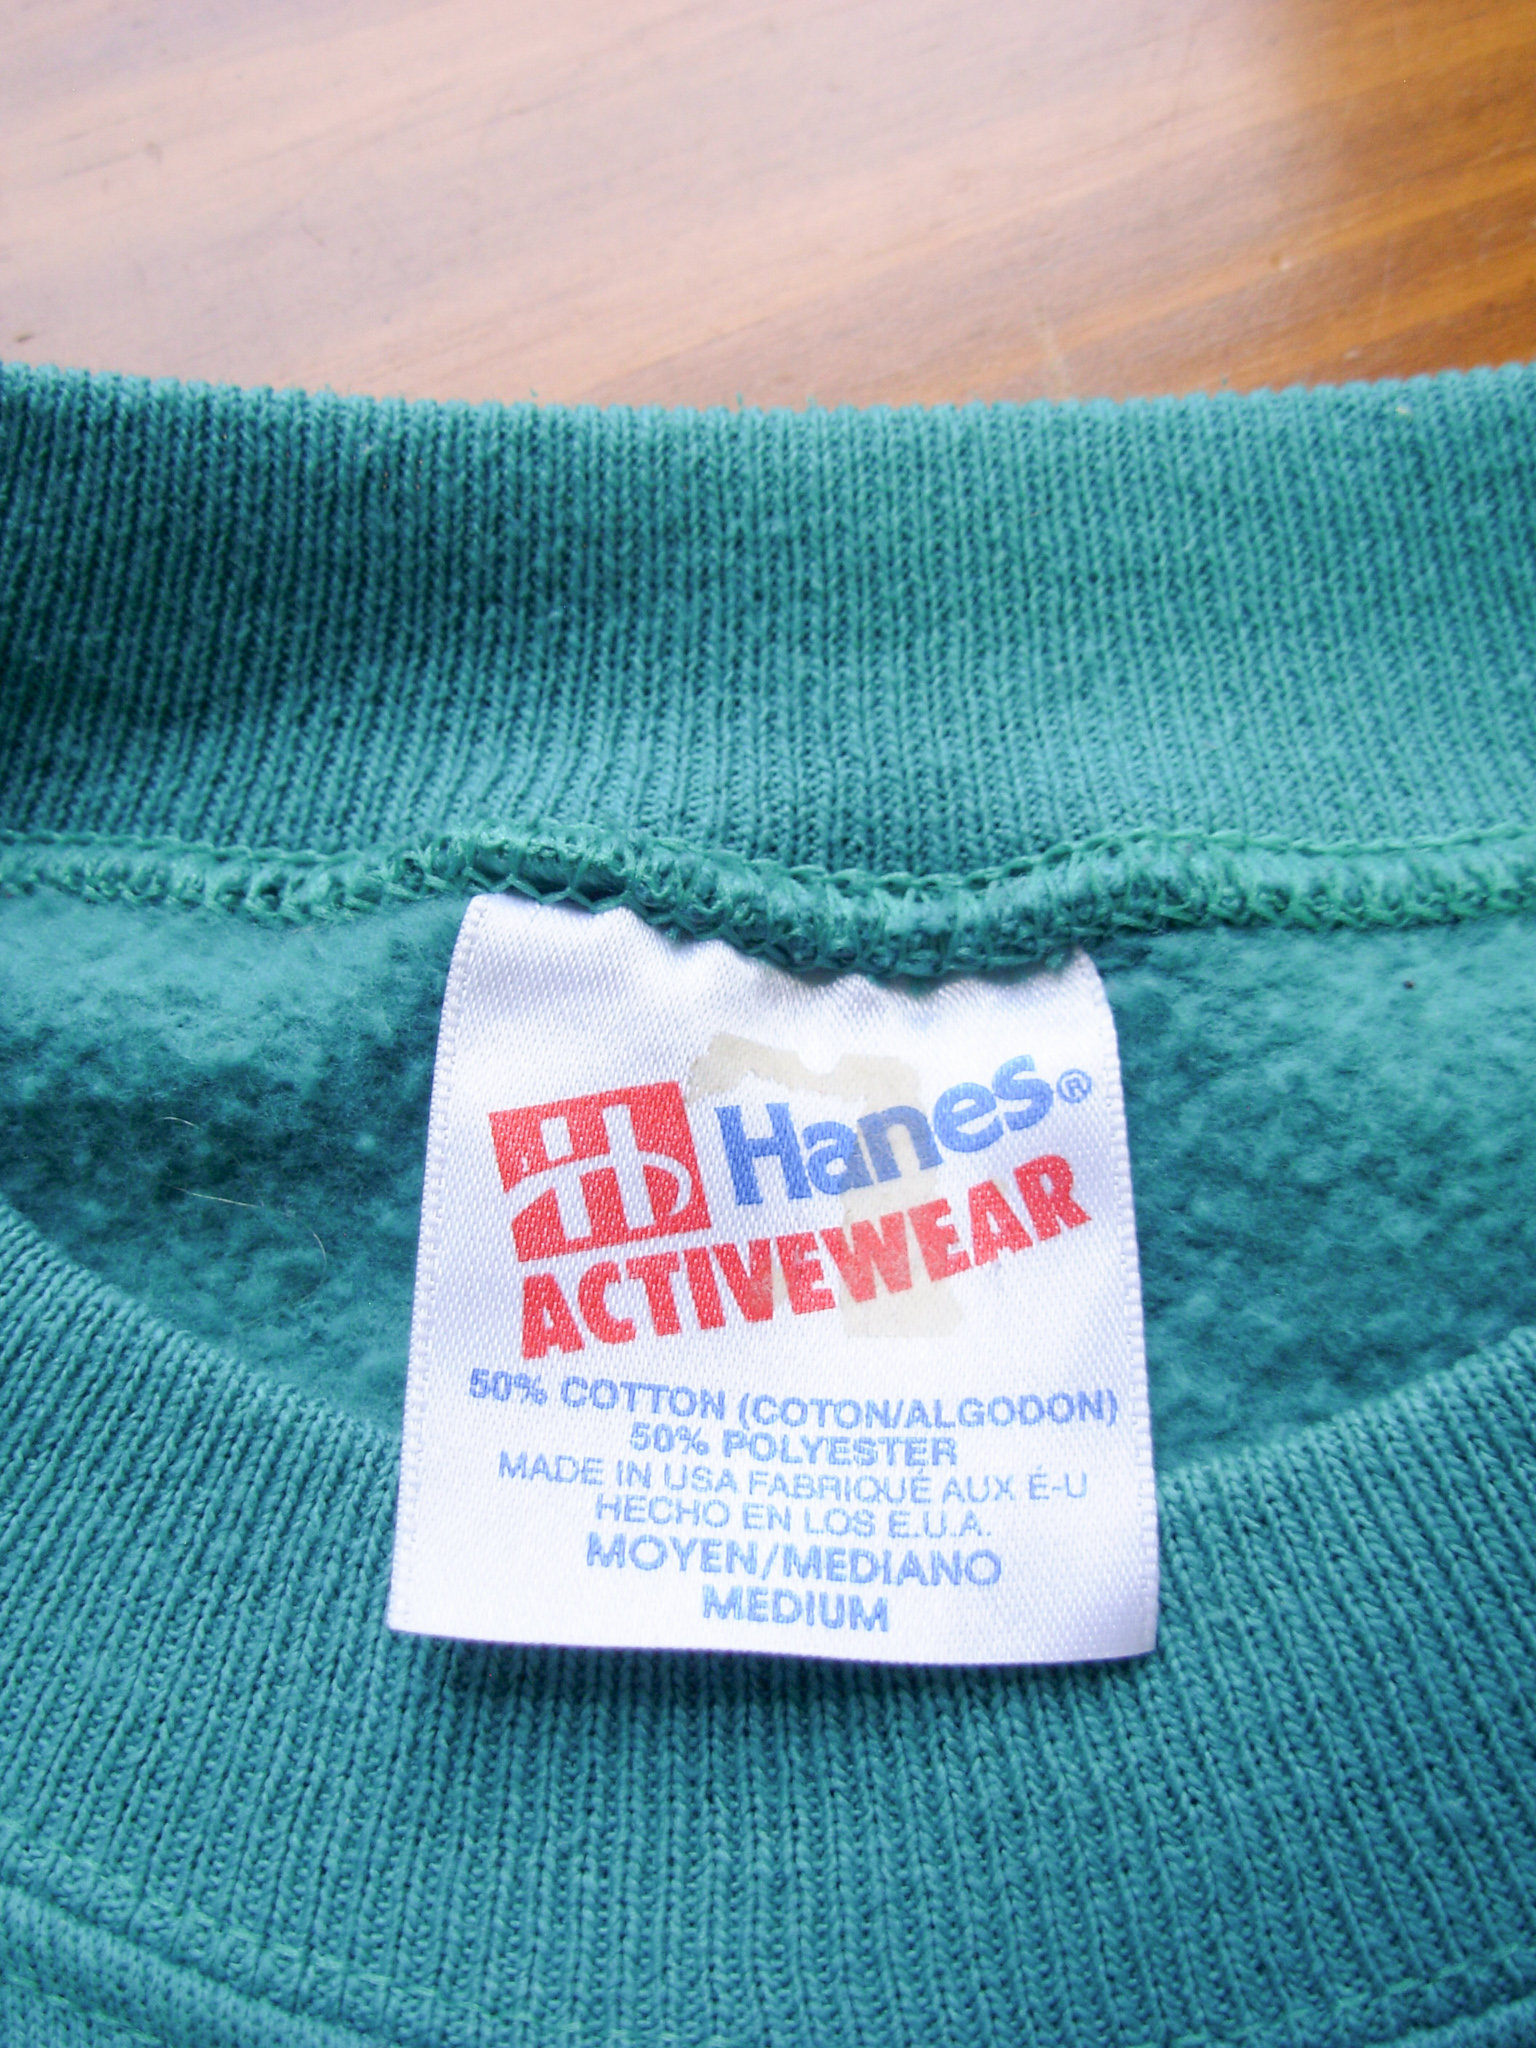 Hanes®
ACTIVEWEAR
50% COTTON (COTON/ALGODON)
50% POLYESTER
MADE IN USA FABRIQUÉ AUX É-U
HECHO EN LOS E.U.A.
MOYEN/MEDIANO
MEDIUM